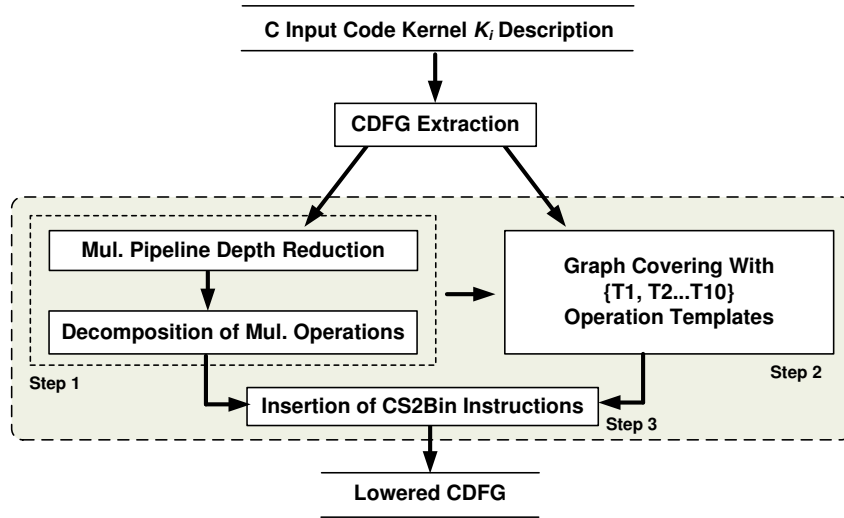 C Input Code Kernel Ki Description
CDFG Extraction
Mul. Pipeline Depth Reduction
Decomposition of Mul. Operations
Step 1
Graph Covering With
{T1, T2...T10}
Operation Templates
Step 2
Insertion of CS2Bin Instructions
Step 3
Lowered CDFG